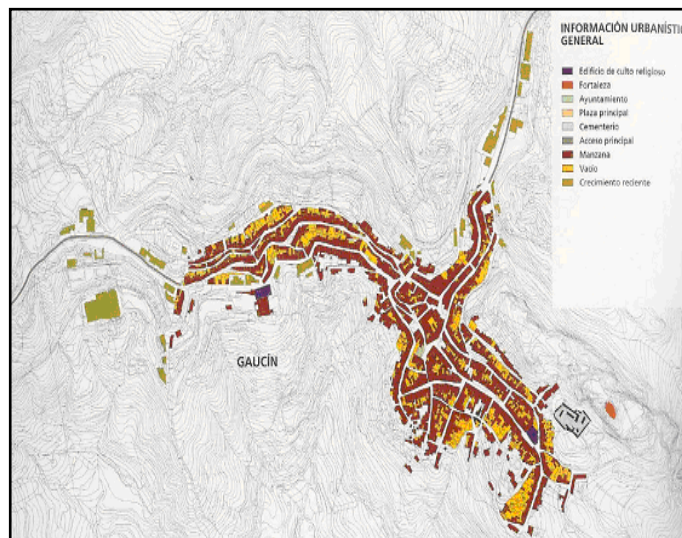 INFORMACIÓN URBANÍSTIC
GENERAL
Edificio de culto religioso
Fortaleza
Ayuntamiento
Plaza principal
Cementerio
Acceso principal
Manzana
Vacío
Crecimiento reciente
GAUCÍN